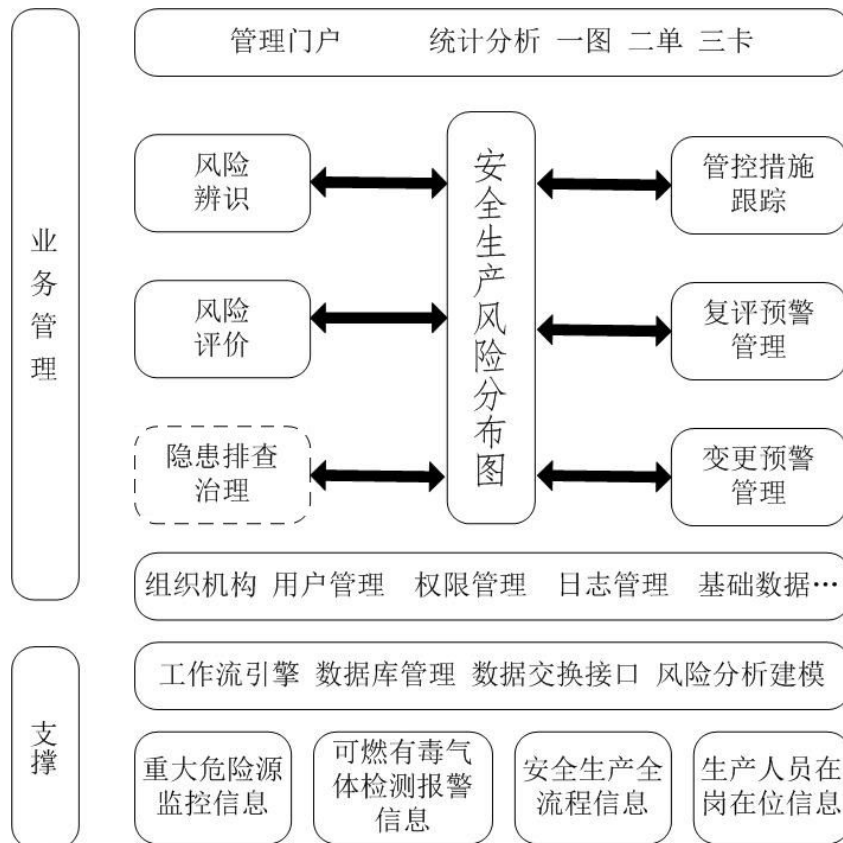 管理门户 统计分析 一图 二单 三卡
业务管理
风险
辨识
风险
评价
隐患排查
治理
安全生产风险分布图
管控措施
跟踪
复评预警
管理
变更预警
管理
组织机构 用户管理 权限管理 日志管理 基础数据…
支撑
工作流引擎 数据库管理 数据交换接口 风险分析建模
重大危险源
监控信息
可燃有毒气
体检测报警
信息
安全生产全
流程信息
生产人员在
岗在位信息